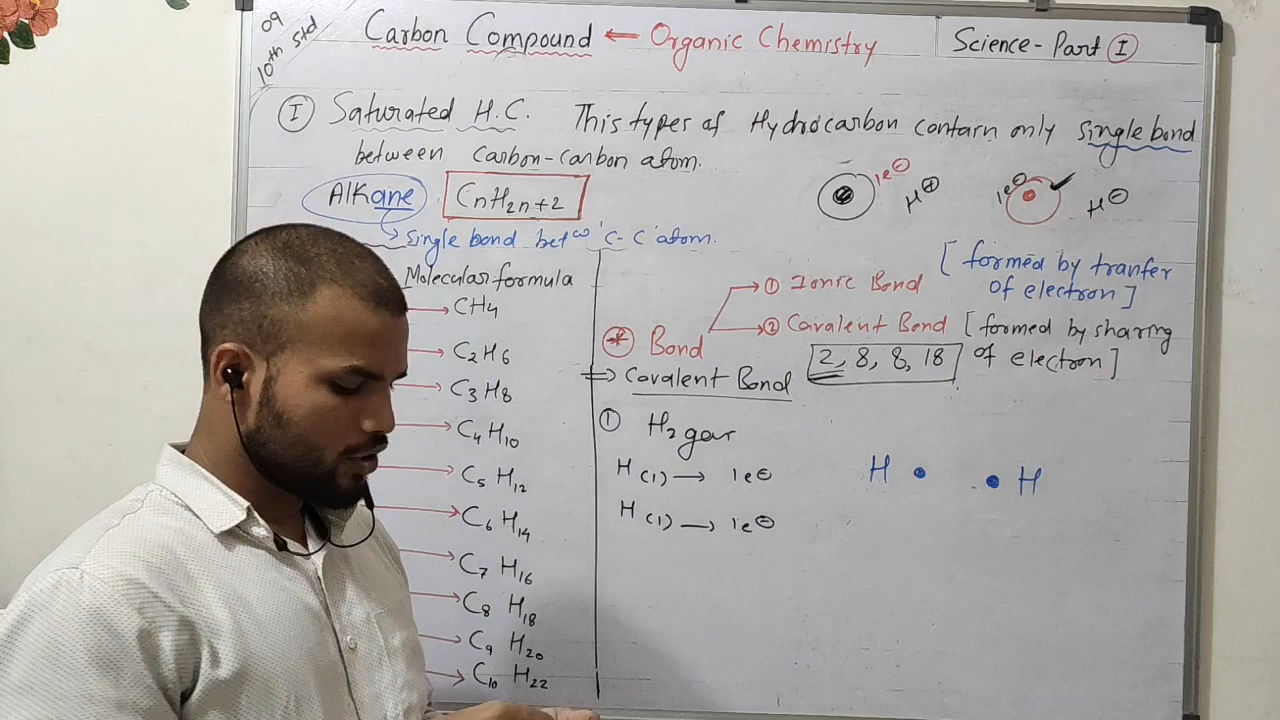 09
10th std
Carbon Compound ← Organic Chemistry
Science-Part I
I Saturated H.C. This types of Hydrocarbon contain only single bond
between Carbon-Carbon atom.
Alkane CnH2n+2
1e⊖ H⊕ 1e⊖ H⊖
→ Single bond betn 'C-C' atom.
Molecular formula
→ CH4
→ C2H6
→ C3H8
→ C4H10
→ C5H12
→ C6H14
→ C7H16
→ C8H18
→ C9H20
→ C10H22
* Bond
→ ① Ionic Bond [formed by tranfer
of electron]
→ ② Cavalent Bond [formed by sharing
of electron]
2, 8, 8, 18
⇒ Covalent Bond
① H2 gas
H(1) → 1e⊖
H(1) → 1e⊖
H • • H